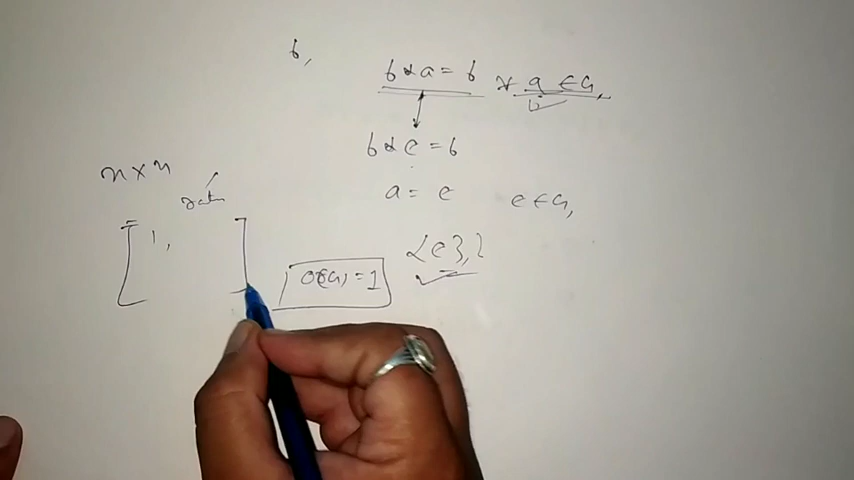 b,
b * a = b ∀ a ∈ G,
b * e = b
n × n
a = e e ∈ G,
[ 1, ]
O(G) = 1